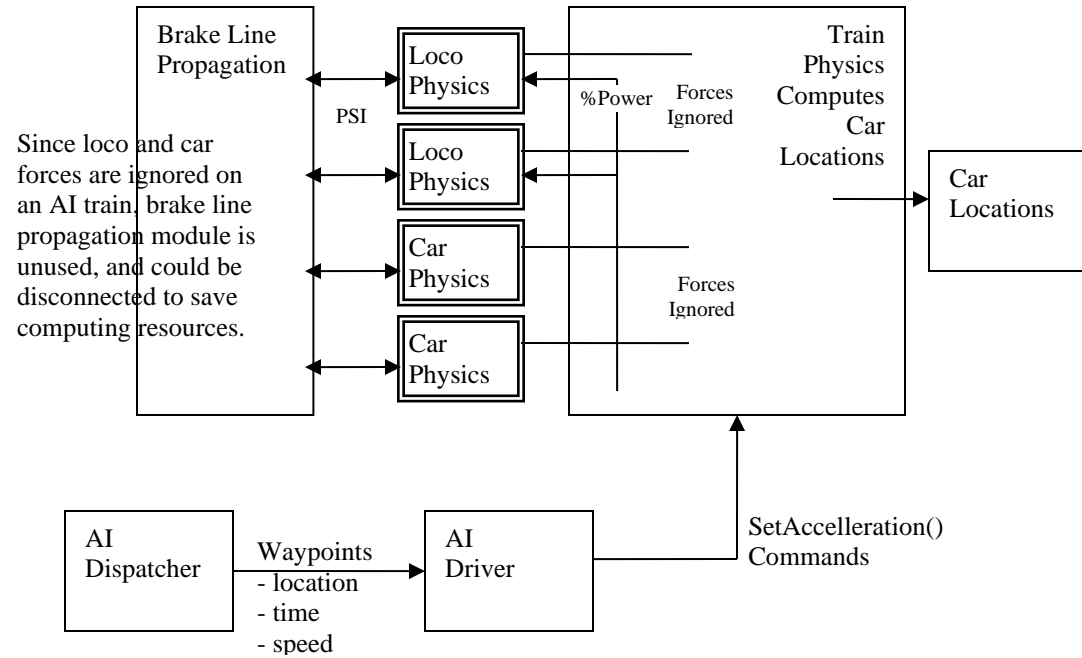 Brake Line
Propagation
Since loco and car
forces are ignored on
an AI train, brake line
propagation module is
unused, and could be
disconnected to save
computing resources.
PSI
Loco
Physics
Loco
Physics
Car
Physics
Car
Physics
%Power
Forces
Ignored
Forces
Ignored
Train
Physics
Computes
Car
Locations
Car
Locations
AI
Dispatcher
Waypoints
- location
- time
- speed
AI
Driver
SetAccelleration()
Commands